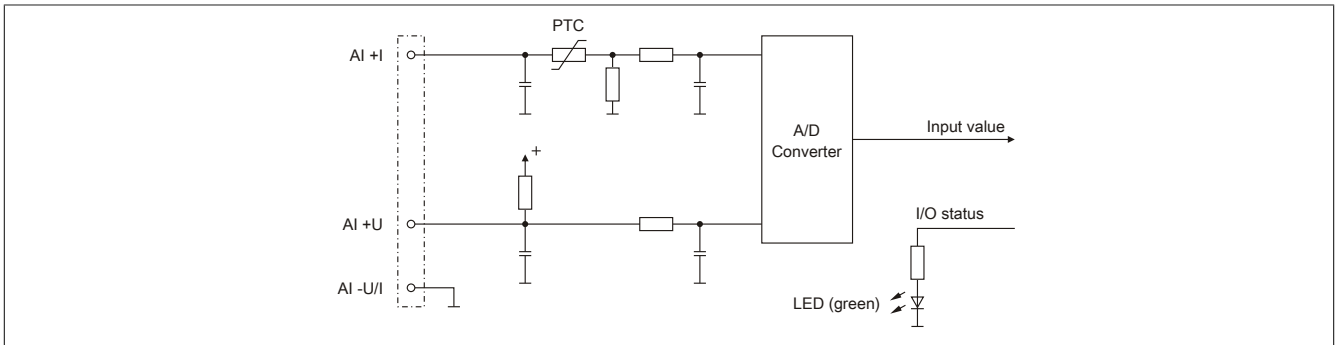 PTC
AI +I
A/D
Converter
Input value
+
AI +U
I/O status
AI -U/I
LED (green)